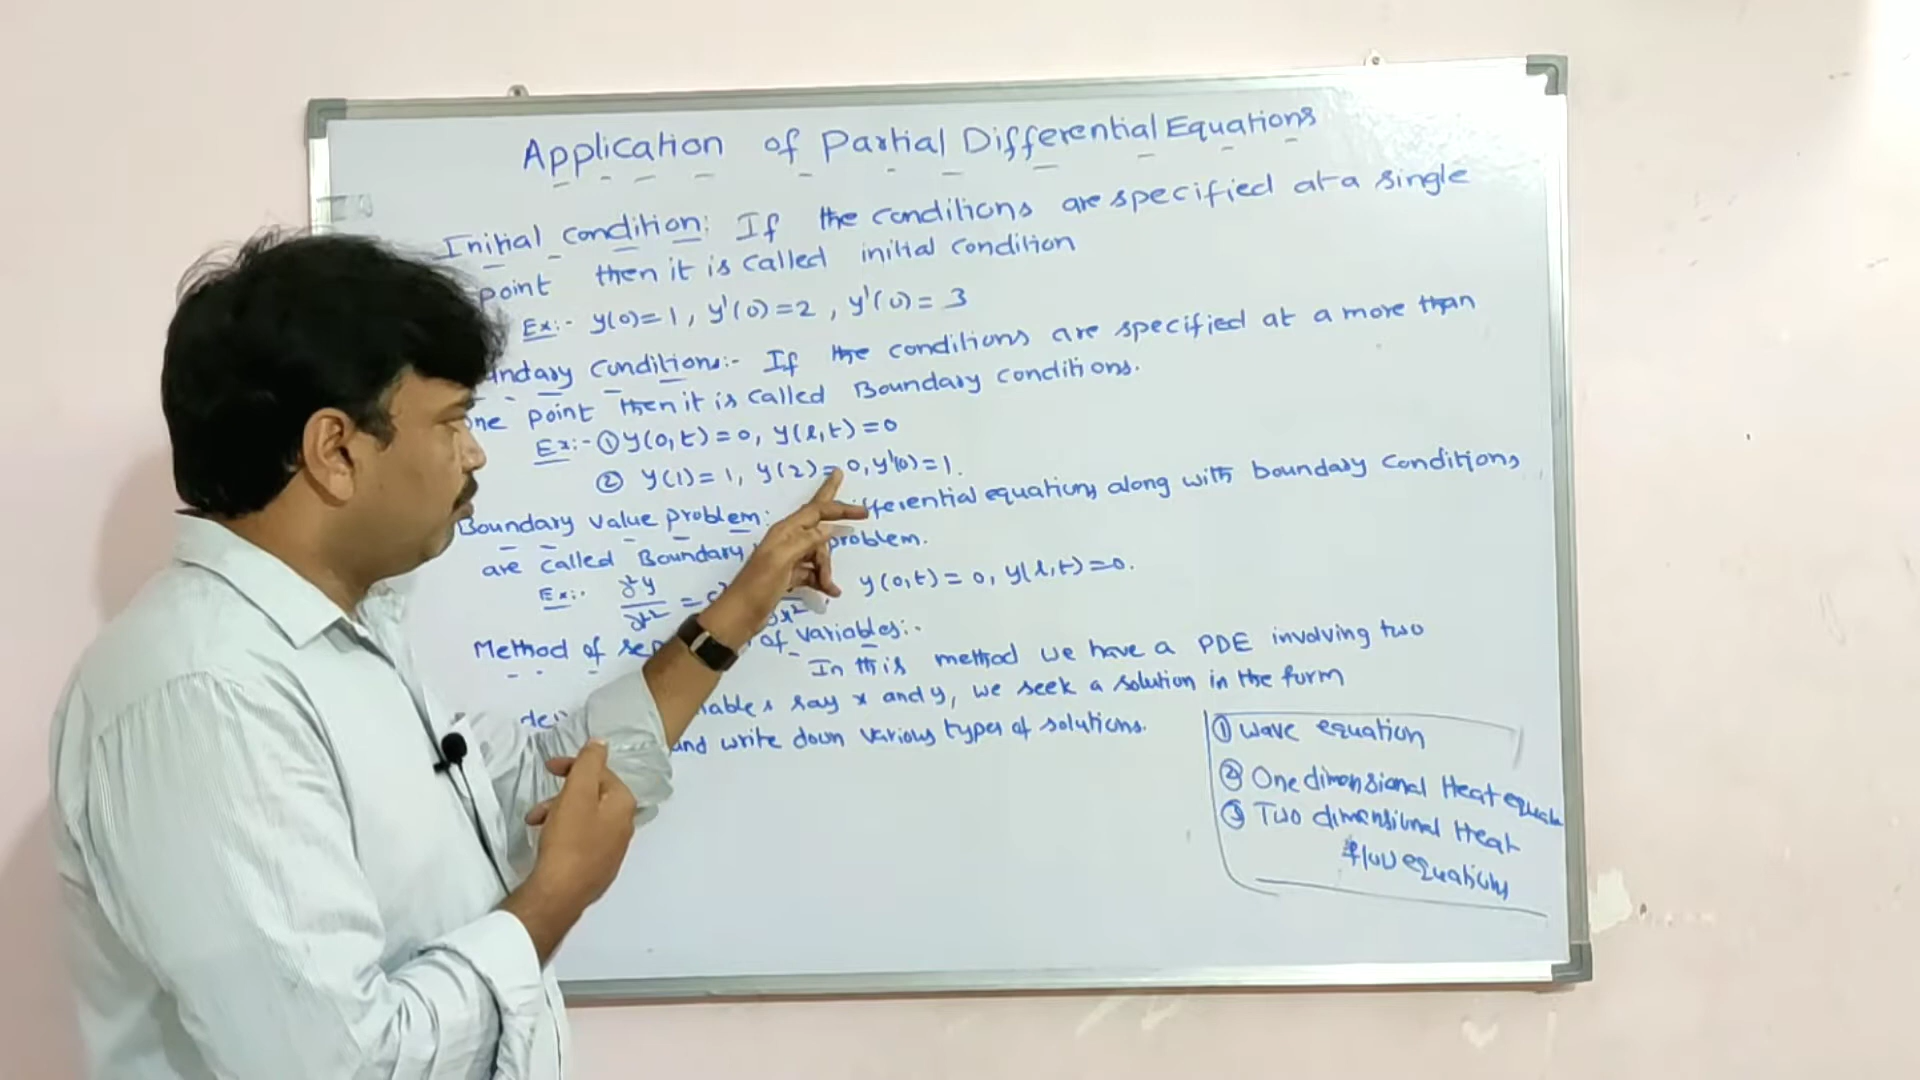 Application of Partial Differential Equations
Initial condition: If the conditions are specified at a single
point then it is called initial condition
Ex:- y(0)=1, y'(0)=2, y'(0)=3
Conditions:- If the conditions are specified at a more than
one point then it is called Boundary conditions.
Ex:- ① y(0,t)=0, y(l,t)=0
② y(1)=1, y(2)=0, y'(0)=1.
Boundary value problem: equations along with boundary conditions
are called Boundary problem.
Ex:- ∂²y/∂t² = y(0,t)=0, y(l,t)=0.
Method of of variables:-
In this method we have a PDE involving two
say x and y, we seek a solution in the form
and write down various types of solutions.
① Wave equation
② One dimensional Heat
③ Two dimensional Heat
flow equations